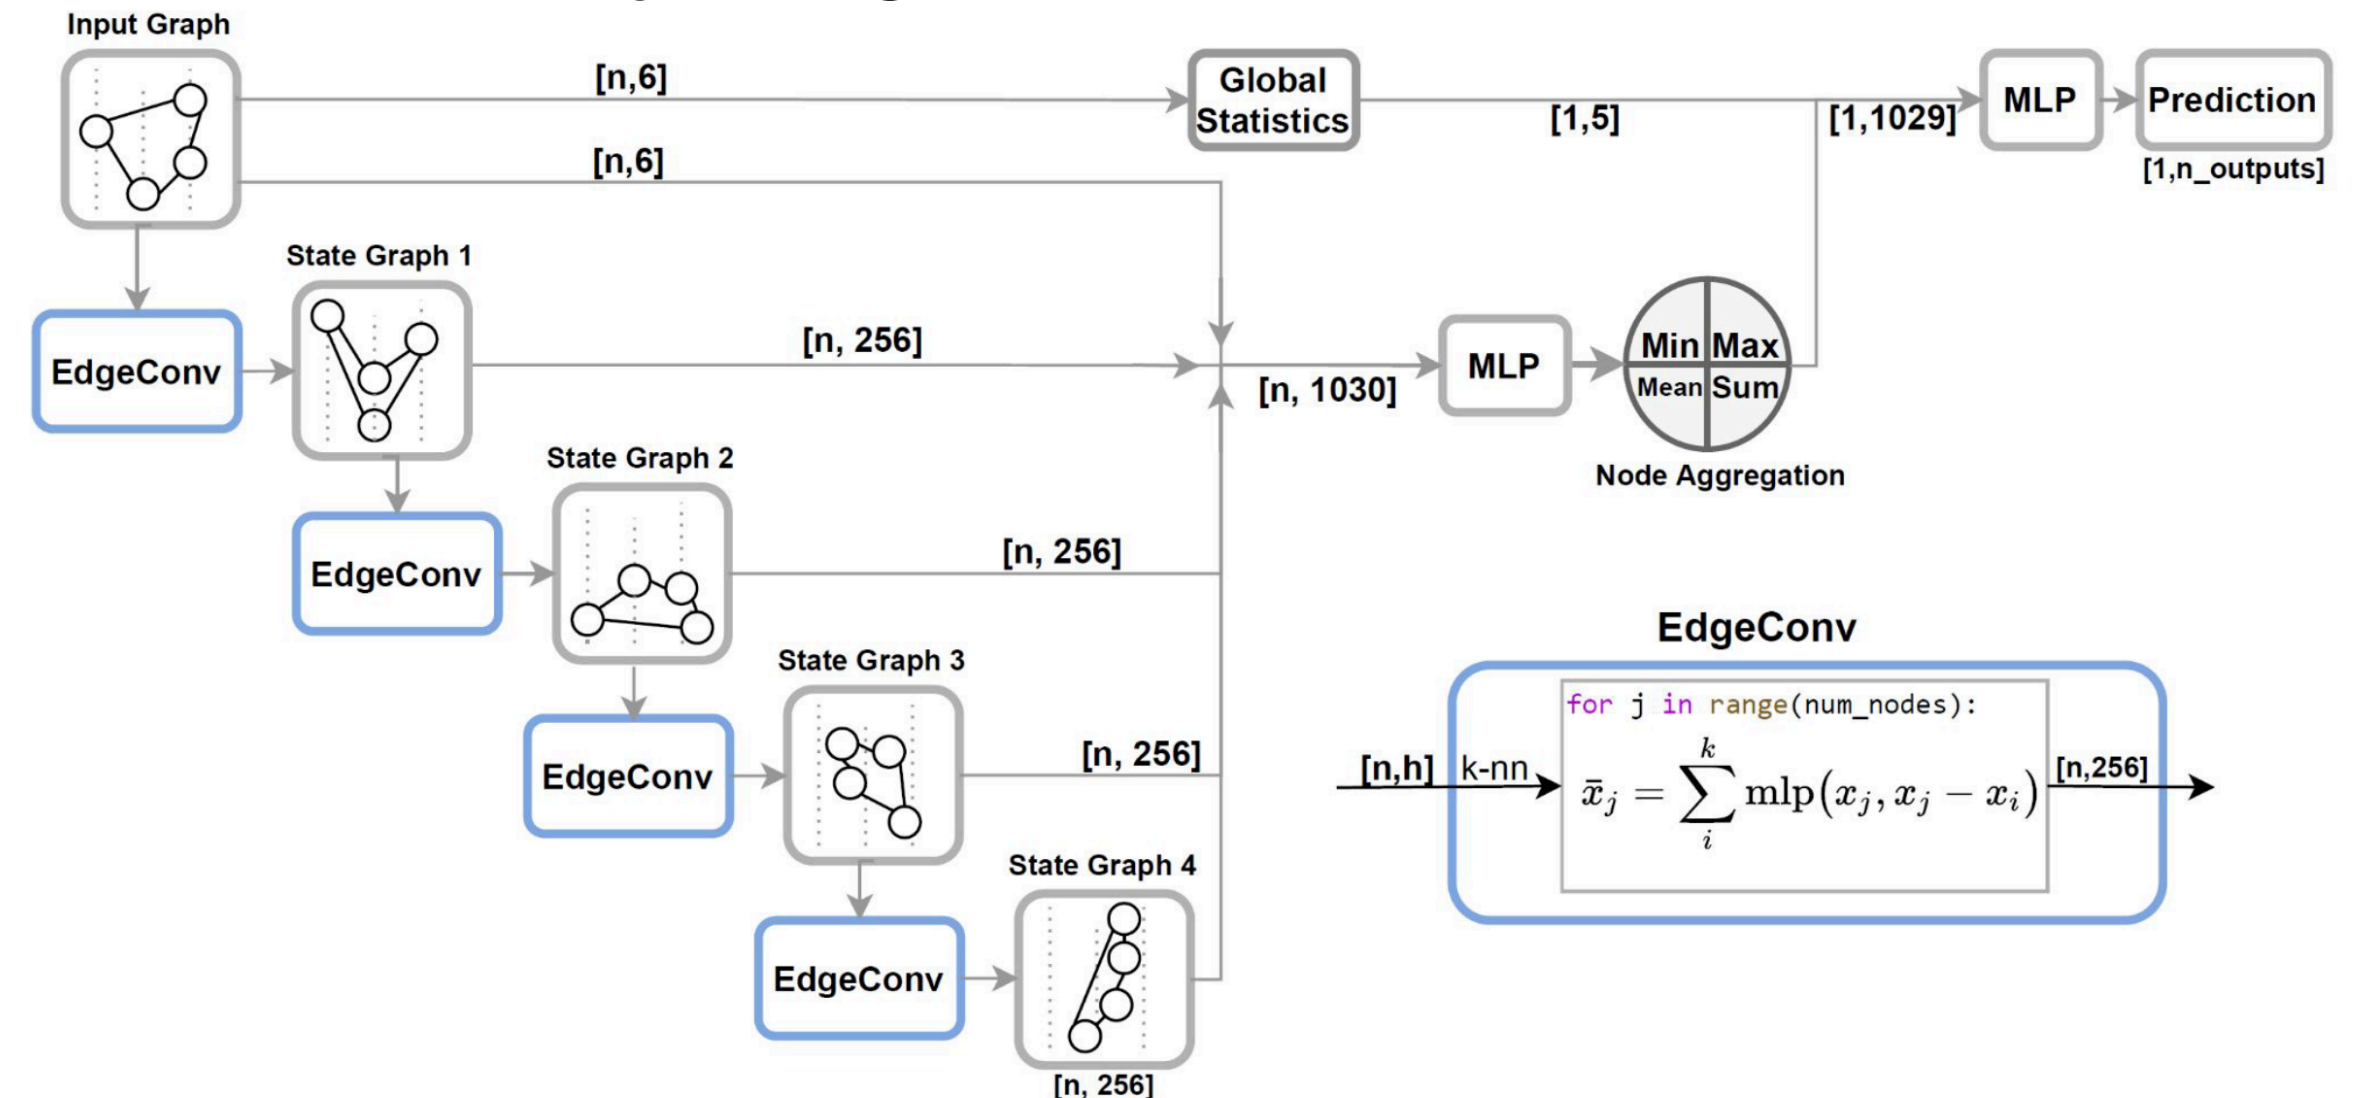 Input Graph
[n,6]
Global
Statistics
[1,5]
[1,1029]
MLP
Prediction
[1,n_outputs]
[n,6]
State Graph 1
EdgeConv
[n, 256]
[n, 1030]
MLP
Min Max
Mean Sum
Node Aggregation
State Graph 2
EdgeConv
[n, 256]
State Graph 3
EdgeConv
[n, 256]
State Graph 4
EdgeConv
[n, 256]
EdgeConv
for j in range(num_nodes):
[n,h] k-nn
x̄_j = ∑_i^k mlp(x_j, x_j − x_i)
[n,256]